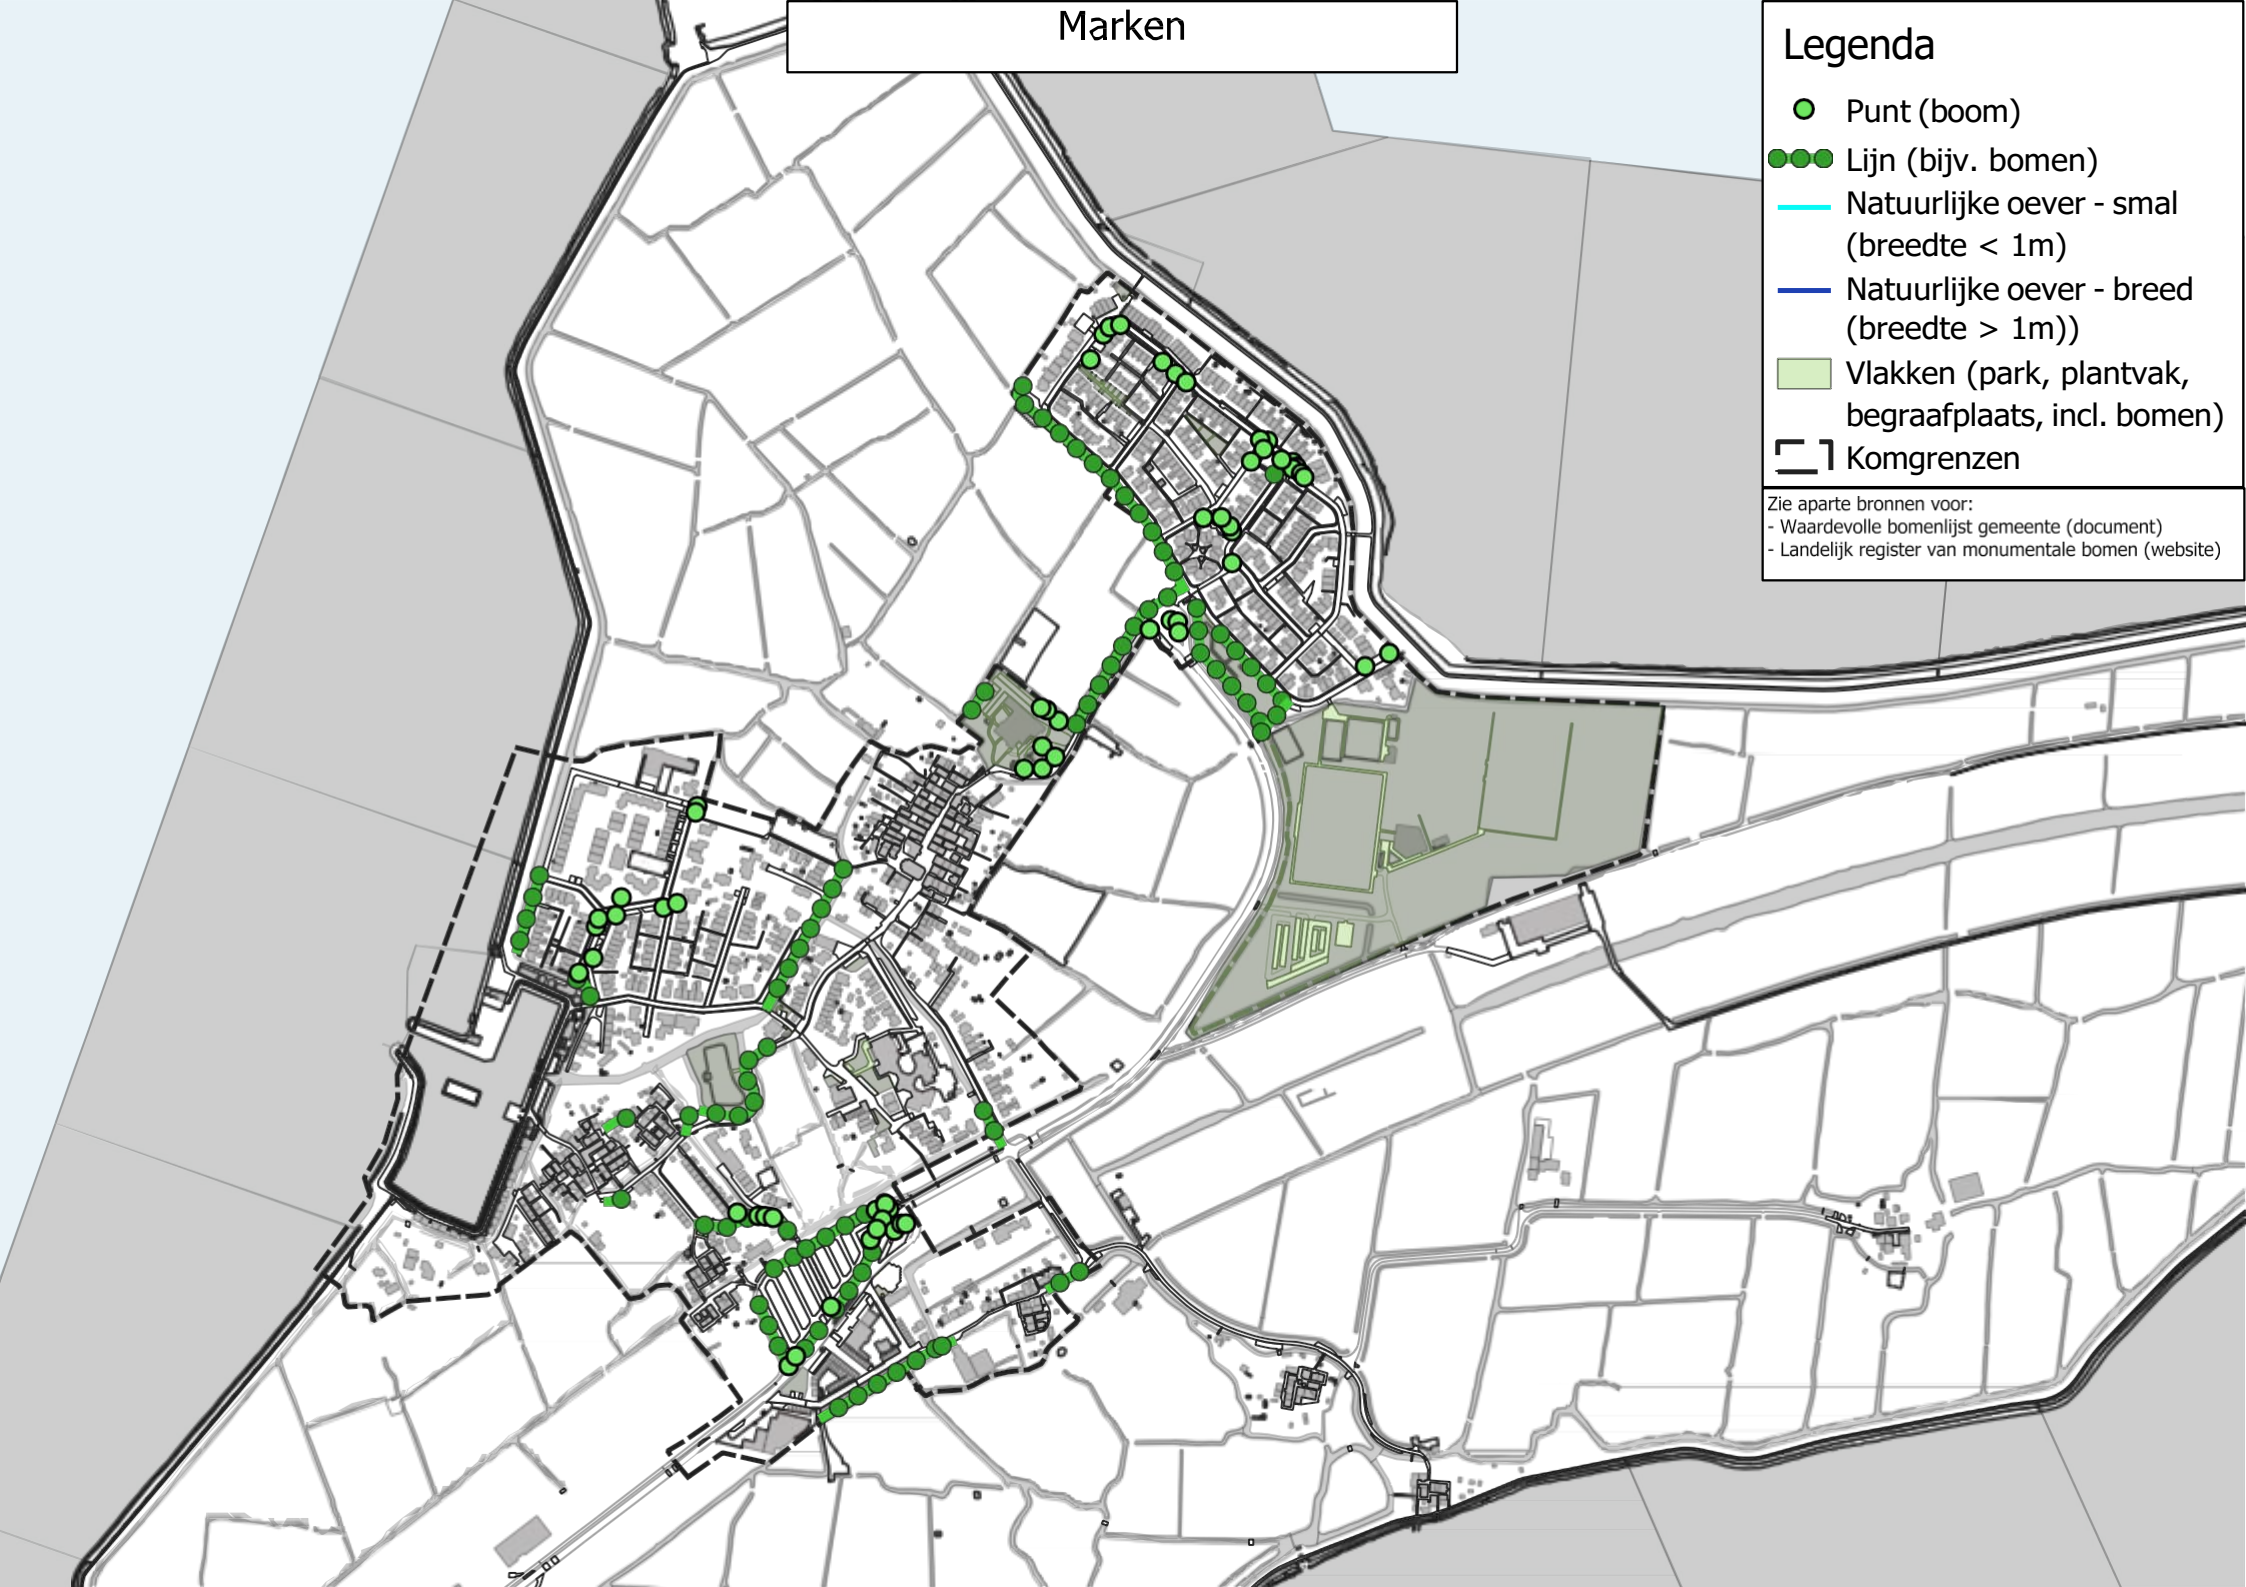 Marken
Legenda
Punt (boom)
Lijn (bijv. bomen)
Natuurlijke oever - smal
(breedte < 1m)
Natuurlijke oever - breed
(breedte > 1m))
Vlakken (park, plantvak,
begraafplaats, incl. bomen)
Komgrenzen
Zie aparte bronnen voor:
- Waardevolle bomenlijst gemeente (document)
- Landelijk register van monumentale bomen (website)